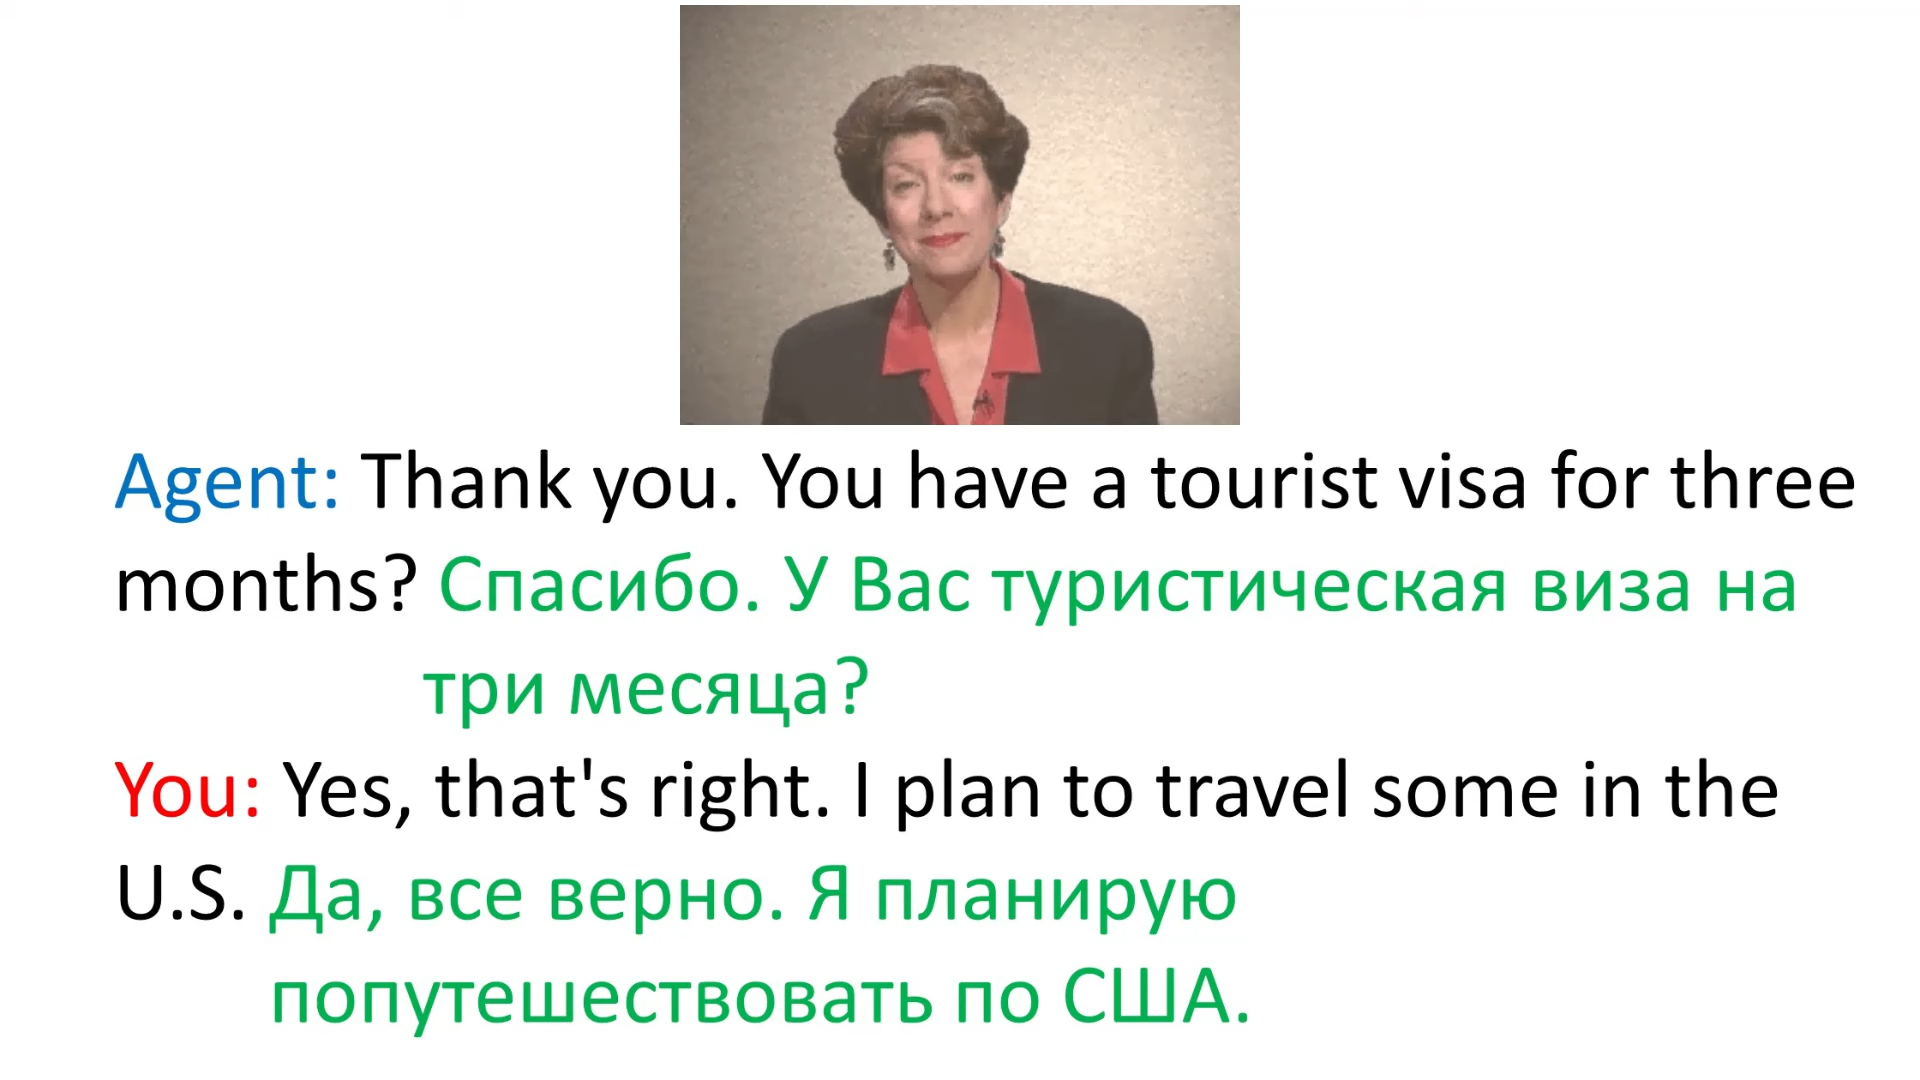 Agent: Thank you. You have a tourist visa for three
months? Спасибо. У Вас туристическая виза на
три месяца?
You: Yes, that's right. I plan to travel some in the
U.S. Да, все верно. Я планирую
попутешествовать по США.